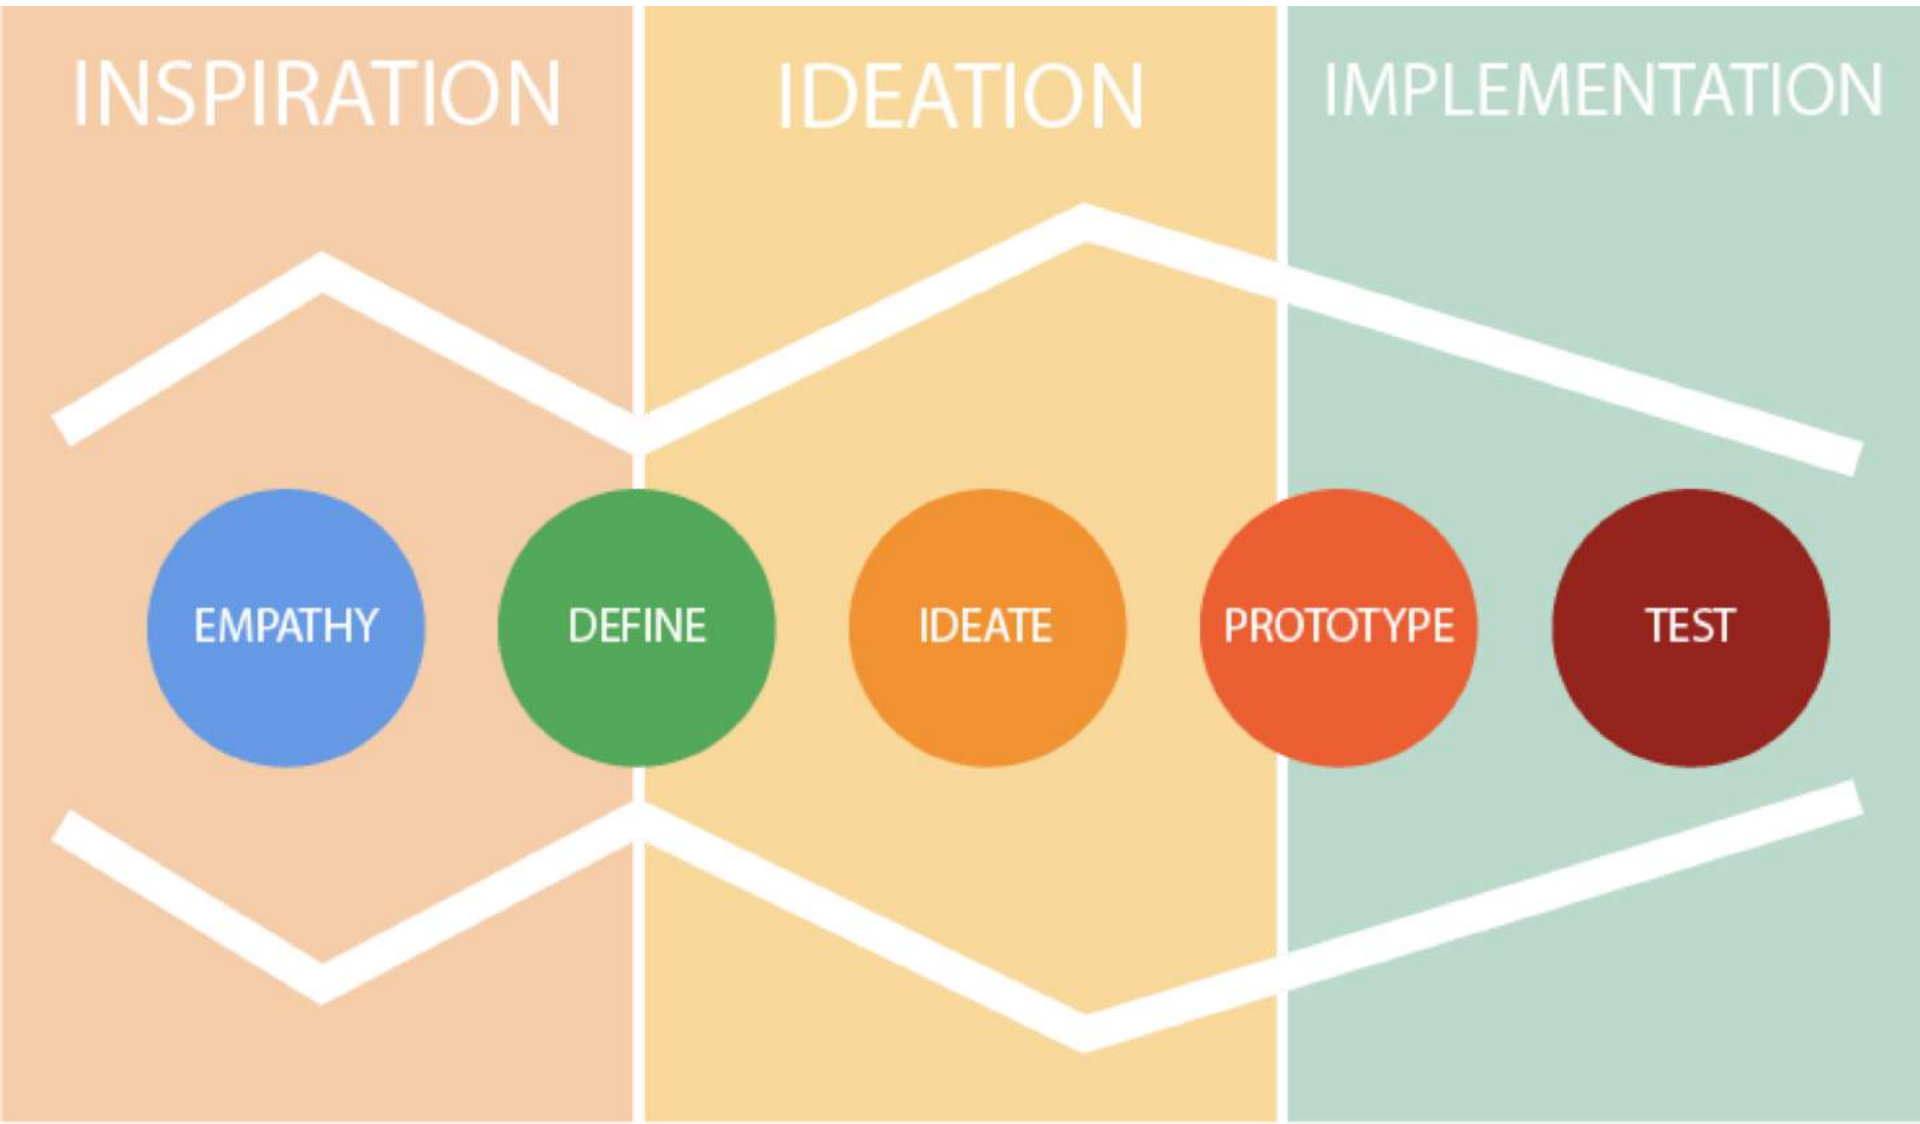 INSPIRATION
IDEATION
IMPLEMENTATION
EMPATHY
DEFINE
IDEATE
PROTOTYPE
TEST